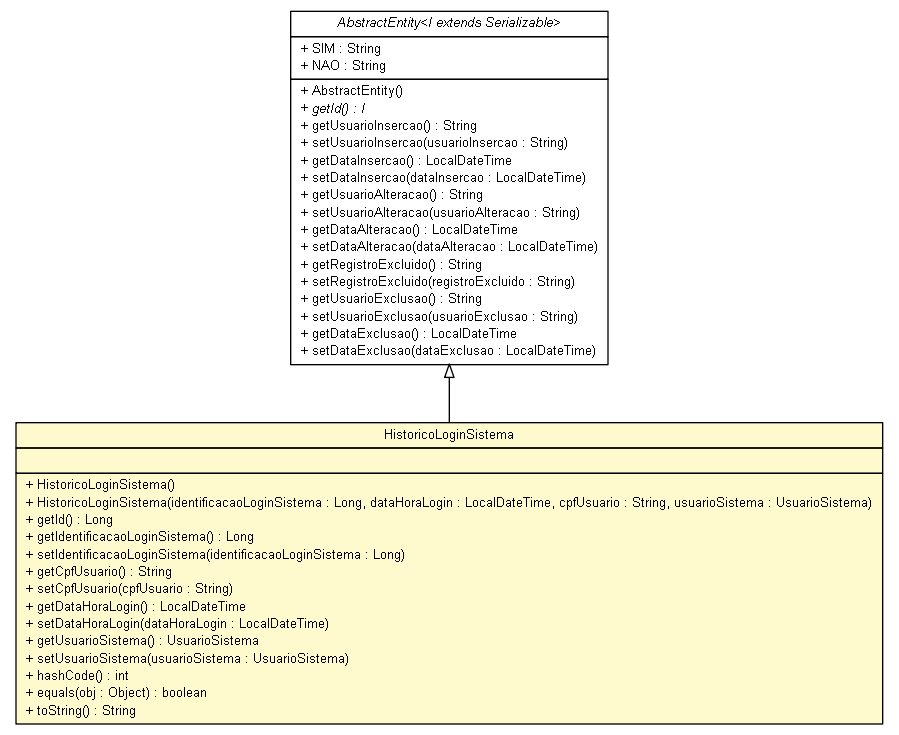 AbstractEntity<I extends Serializable>
+ SIM : String
+ NAO : String
+ AbstractEntity()
+ getId() : I
+ getUsuarioInsercao() : String
+ setUsuarioInsercao(usuarioInsercao : String)
+ getDataInsercao() : LocalDateTime
+ setDataInsercao(dataInsercao : LocalDateTime)
+ getUsuarioAlteracao() : String
+ setUsuarioAlteracao(usuarioAlteracao : String)
+ getDataAlteracao() : LocalDateTime
+ setDataAlteracao(dataAlteracao : LocalDateTime)
+ getRegistroExcluido() : String
+ setRegistroExcluido(registroExcluido : String)
+ getUsuarioExclusao() : String
+ setUsuarioExclusao(usuarioExclusao : String)
+ getDataExclusao() : LocalDateTime
+ setDataExclusao(dataExclusao : LocalDateTime)
HistoricoLoginSistema
+ HistoricoLoginSistema()
+ HistoricoLoginSistema(identificacaoLoginSistema : Long, dataHoraLogin : LocalDateTime, cpfUsuario : String, usuarioSistema : UsuarioSistema)
+ getId() : Long
+ getIdentificacaoLoginSistema() : Long
+ setIdentificacaoLoginSistema(identificacaoLoginSistema : Long)
+ getCpfUsuario() : String
+ setCpfUsuario(cpfUsuario : String)
+ getDataHoraLogin() : LocalDateTime
+ setDataHoraLogin(dataHoraLogin : LocalDateTime)
+ getUsuarioSistema() : UsuarioSistema
+ setUsuarioSistema(usuarioSistema : UsuarioSistema)
+ hashCode() : int
+ equals(obj : Object) : boolean
+ toString() : String